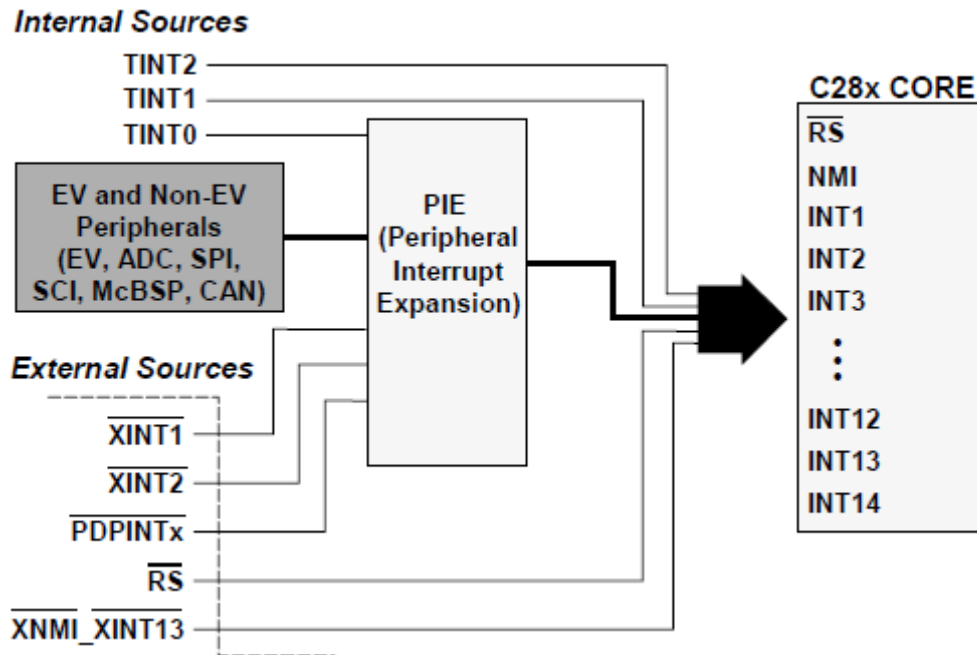 Internal Sources
TINT2
TINT1
TINT0
EV and Non-EV
Peripherals
(EV, ADC, SPI,
SCI, McBSP, CAN)
External Sources
XINT1
XINT2
PDPINTx
RS
XNMI_XINT13
PIE
(Peripheral
Interrupt
Expansion)
C28x CORE
RS
NMI
INT1
INT2
INT3
⋮
INT12
INT13
INT14